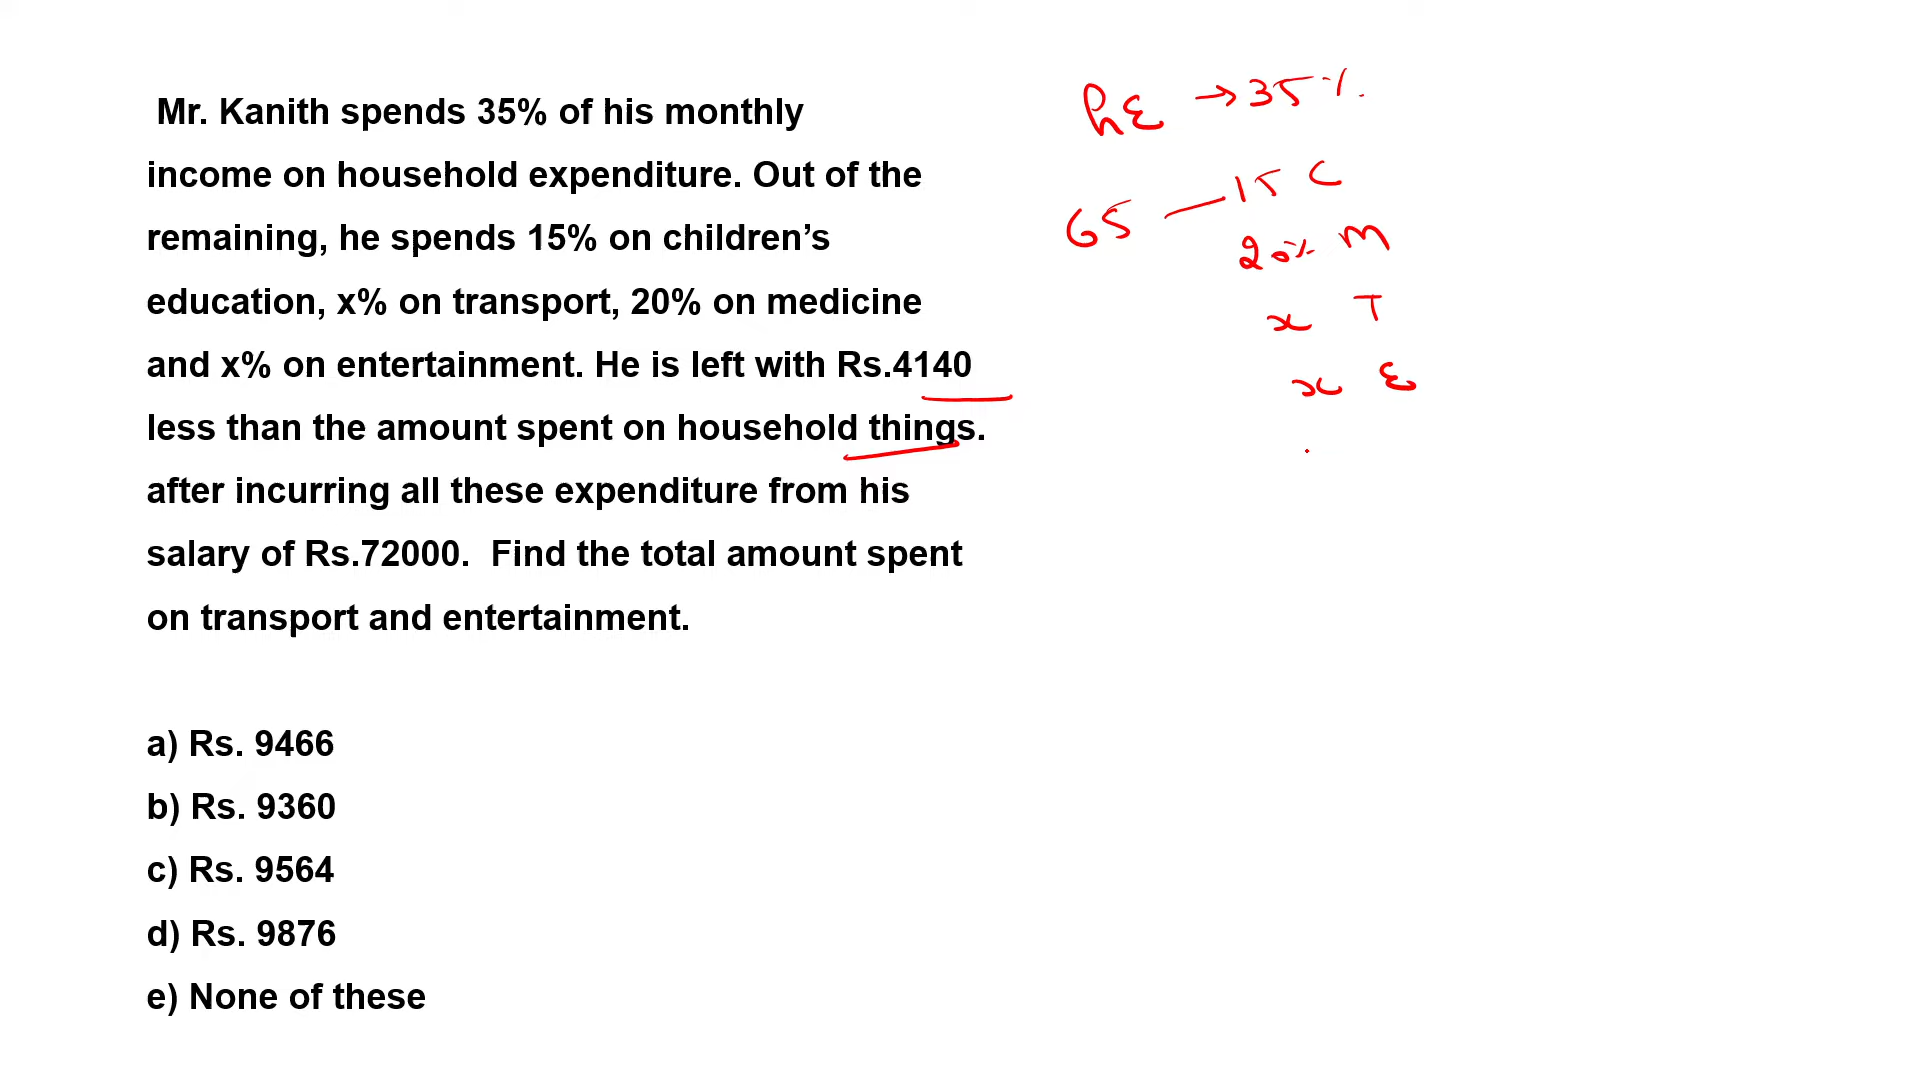 Mr. Kanith spends 35% of his monthly
income on household expenditure. Out of the
remaining, he spends 15% on children’s
education, x% on transport, 20% on medicine
and x% on entertainment. He is left with Rs.4140
less than the amount spent on household things.
after incurring all these expenditure from his
salary of Rs.72000. Find the total amount spent
on transport and entertainment.
a) Rs. 9466
b) Rs. 9360
c) Rs. 9564
d) Rs. 9876
e) None of these
hE → 35%.
65 — 15 C
20% M
x T
x E